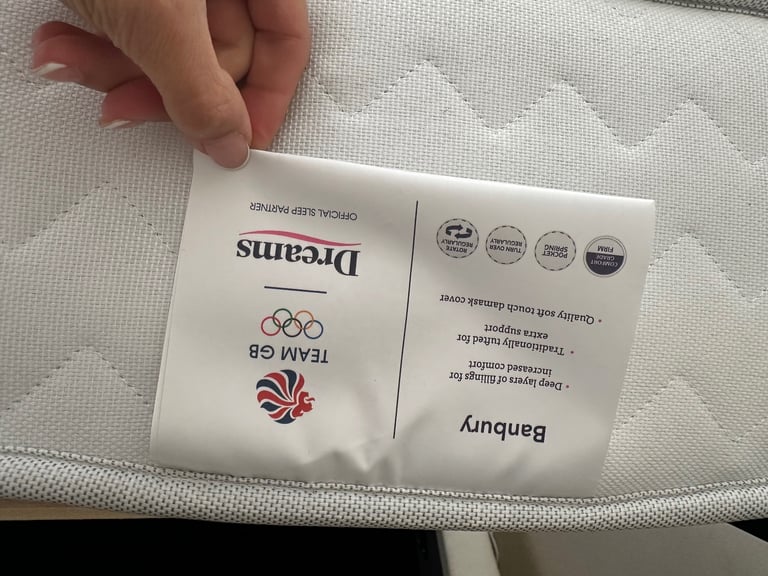 Banbury
• Deep layers of fillings for
increased comfort
• Traditionally tufted for
extra support
• Quality soft touch damask cover
COMFORT
GRADE
FIRM
POCKET
SPRING
TURN OVER
REGULARLY
ROTATE
REGULARLY
TEAM GB
Dreams
OFFICIAL SLEEP PARTNER